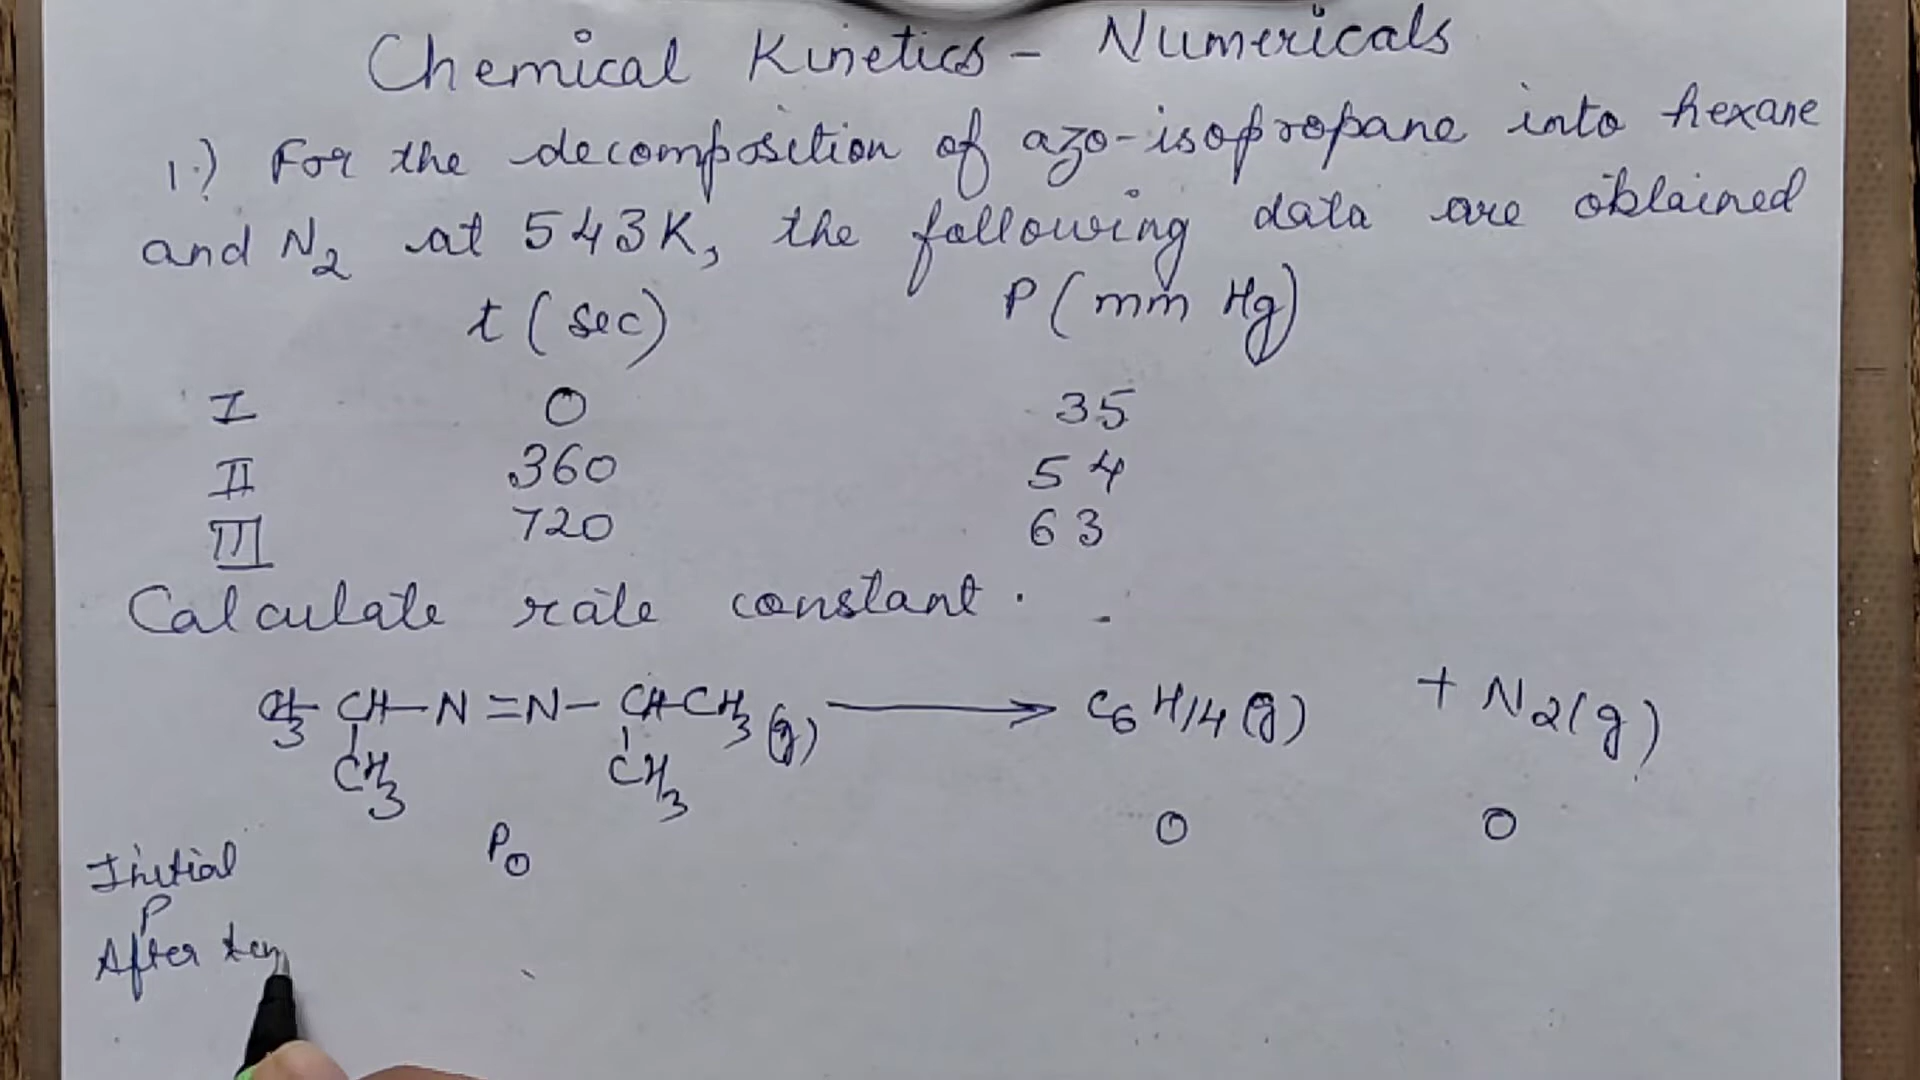 Chemical Kinetics - Numericals
1.) For the decomposition of azo-isopropane into hexane
and N2 at 543K, the following data are obtained
t (sec) P (mm Hg)
I 0 35
II 360 54
III 720 63
Calculate rate constant.
CH3-CH-N=N-CH-CH3(g) → C6H14(g) + N2(g)
CH3 CH3
Initial P0 0 0
P
After